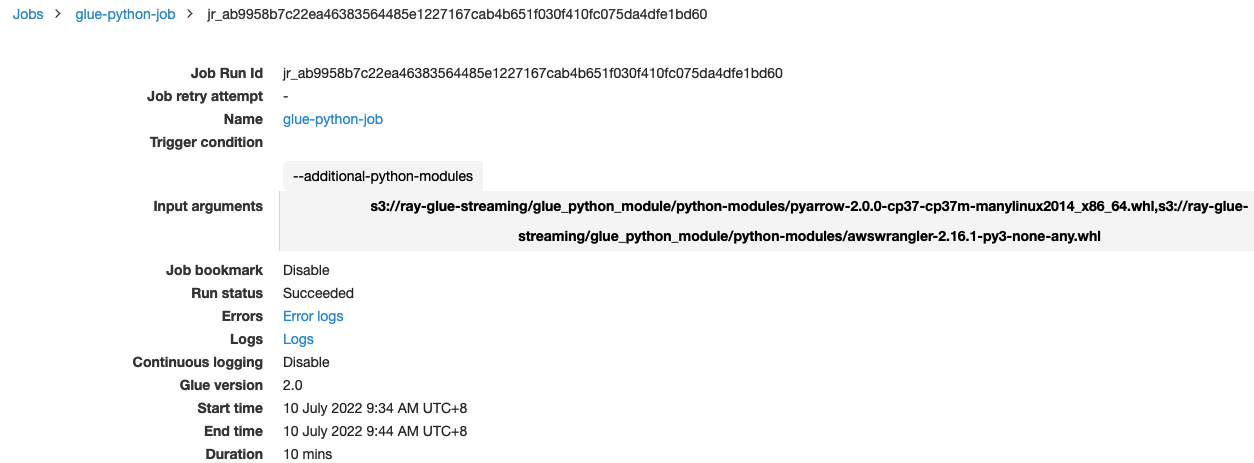 Jobs > glue-python-job > jr_ab9958b7c22ea46383564485e1227167cab4b651f030f410fc075da4dfe1bd60
Job Run Id jr_ab9958b7c22ea46383564485e1227167cab4b651f030f410fc075da4dfe1bd60
Job retry attempt -
Name glue-python-job
Trigger condition
--additional-python-modules
Input arguments s3://ray-glue-streaming/glue_python_module/python-modules/pyarrow-2.0.0-cp37-cp37m-manylinux2014_x86_64.whl,s3://ray-glue-
streaming/glue_python_module/python-modules/awswrangler-2.16.1-py3-none-any.whl
Job bookmark Disable
Run status Succeeded
Errors Error logs
Logs Logs
Continuous logging Disable
Glue version 2.0
Start time 10 July 2022 9:34 AM UTC+8
End time 10 July 2022 9:44 AM UTC+8
Duration 10 mins